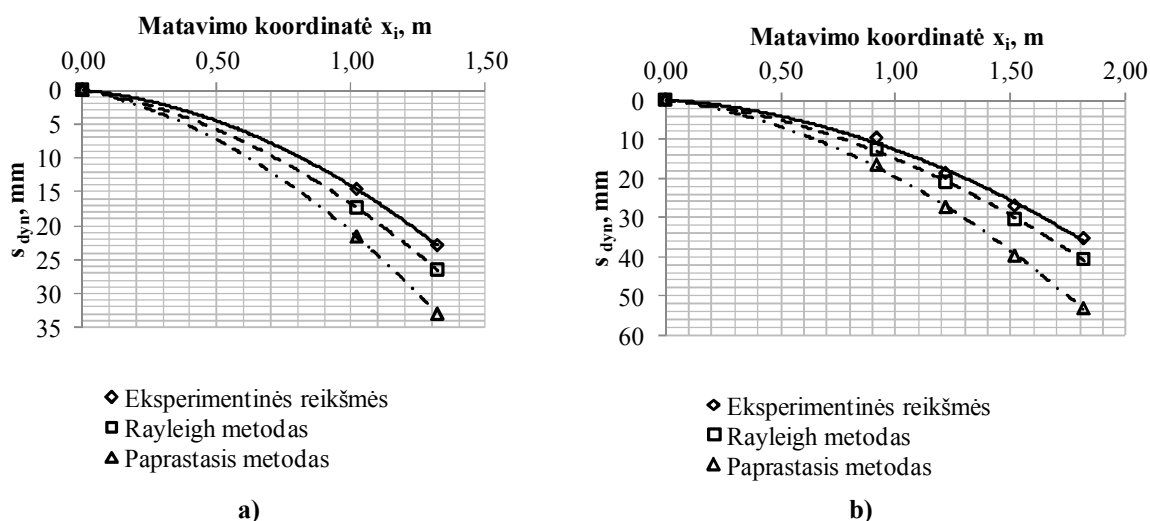 Matavimo koordinatė xᵢ, m
0,00 0,50 1,00 1,50
0
5
10
15
20
25
30
35
s dyn, mm
◇ Eksperimentinės reikšmės
□ Rayleigh metodas
△ Paprastasis metodas
a)
Matavimo koordinatė xᵢ, m
0,00 0,50 1,00 1,50 2,00
0
10
20
30
40
50
60
s dyn, mm
◇ Eksperimentinės reikšmės
□ Rayleigh metodas
△ Paprastasis metodas
b)